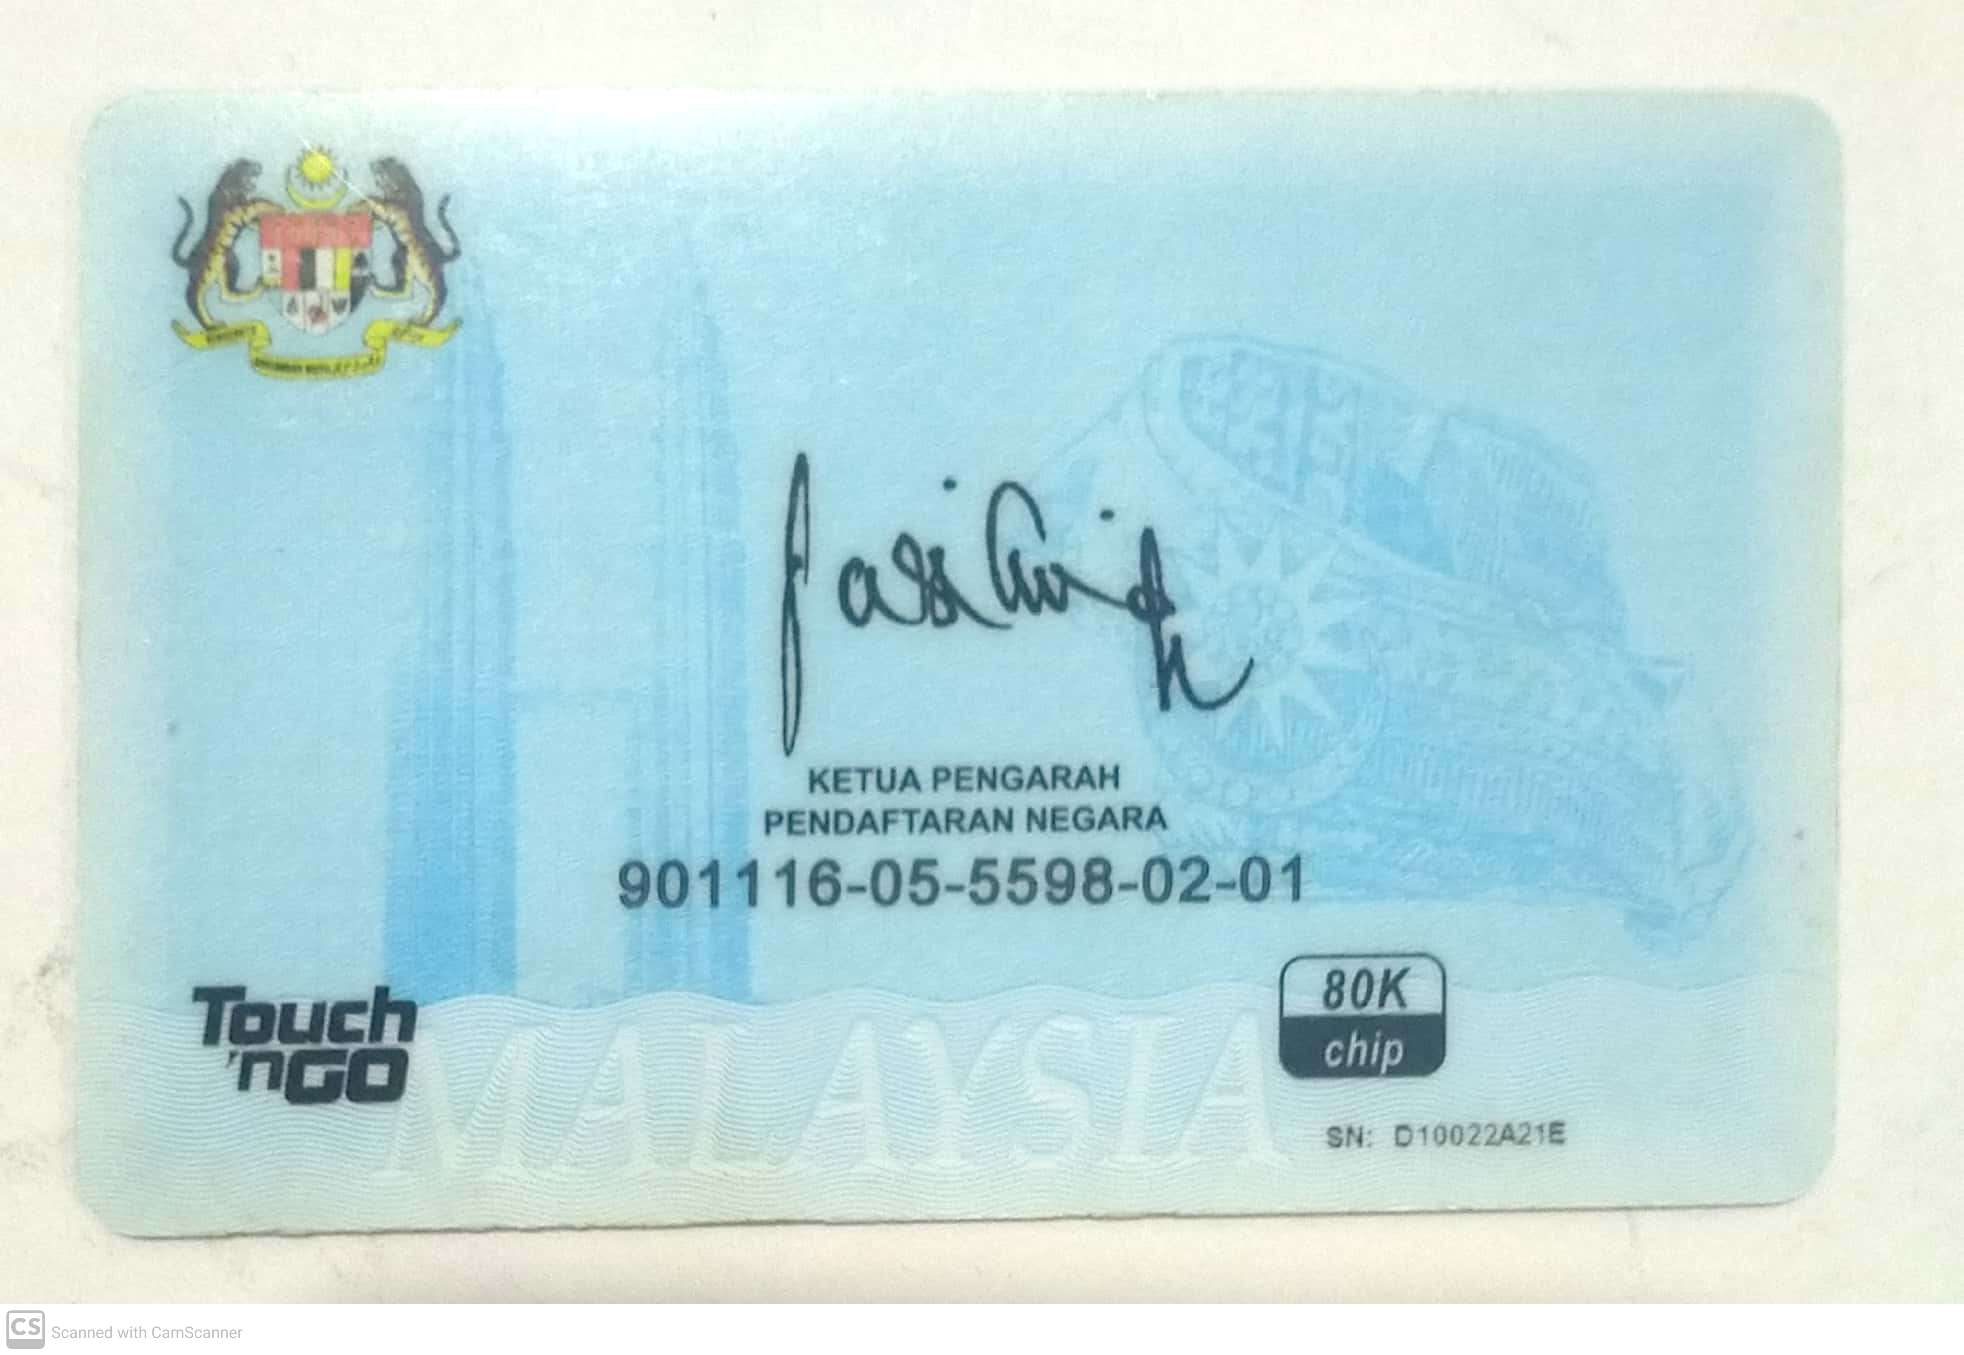 KETUA PENGARAH
PENDAFTARAN NEGARA
901116-05-5598-02-01
Touch
'nGO
80K
chip
MALAYSIA
SN: D10022A21E
CS Scanned with CamScanner